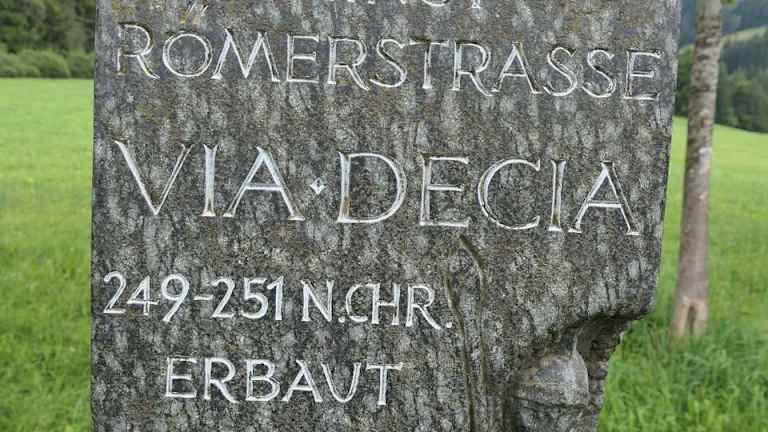 RÖMERSTRASSE
VIA·DECIA
249-251 N.CHR.
ERBAUT